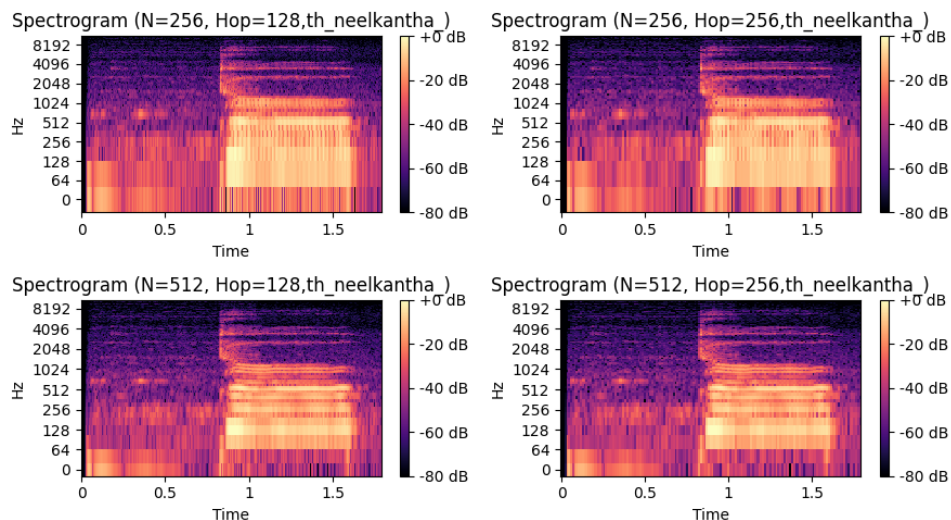 Spectrogram (N=256, Hop=128,th_neelkantha_)
+0 dB
8192
4096
-20 dB
2048
1024
Hz
512
-40 dB
256
128
-60 dB
64
0
-80 dB
0
0.5
1
1.5
Time
Spectrogram (N=256, Hop=256,th_neelkantha_)
+0 dB
8192
4096
-20 dB
2048
1024
Hz
512
-40 dB
256
128
-60 dB
64
0
-80 dB
0
0.5
1
1.5
Time
Spectrogram (N=512, Hop=128,th_neelkantha_)
+0 dB
8192
4096
-20 dB
2048
1024
Hz
512
-40 dB
256
128
-60 dB
64
0
-80 dB
0
0.5
1
1.5
Time
Spectrogram (N=512, Hop=256,th_neelkantha_)
+0 dB
8192
4096
-20 dB
2048
1024
Hz
512
-40 dB
256
128
-60 dB
64
0
-80 dB
0
0.5
1
1.5
Time